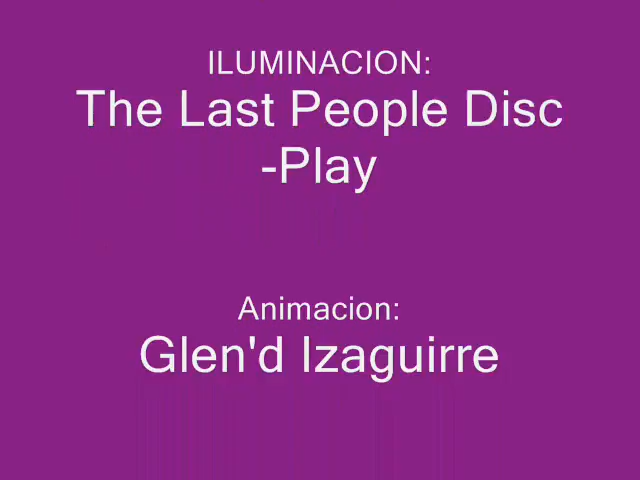 ILUMINACION:
The Last People Disc
-Play
Animacion:
Glen'd Izaguirre